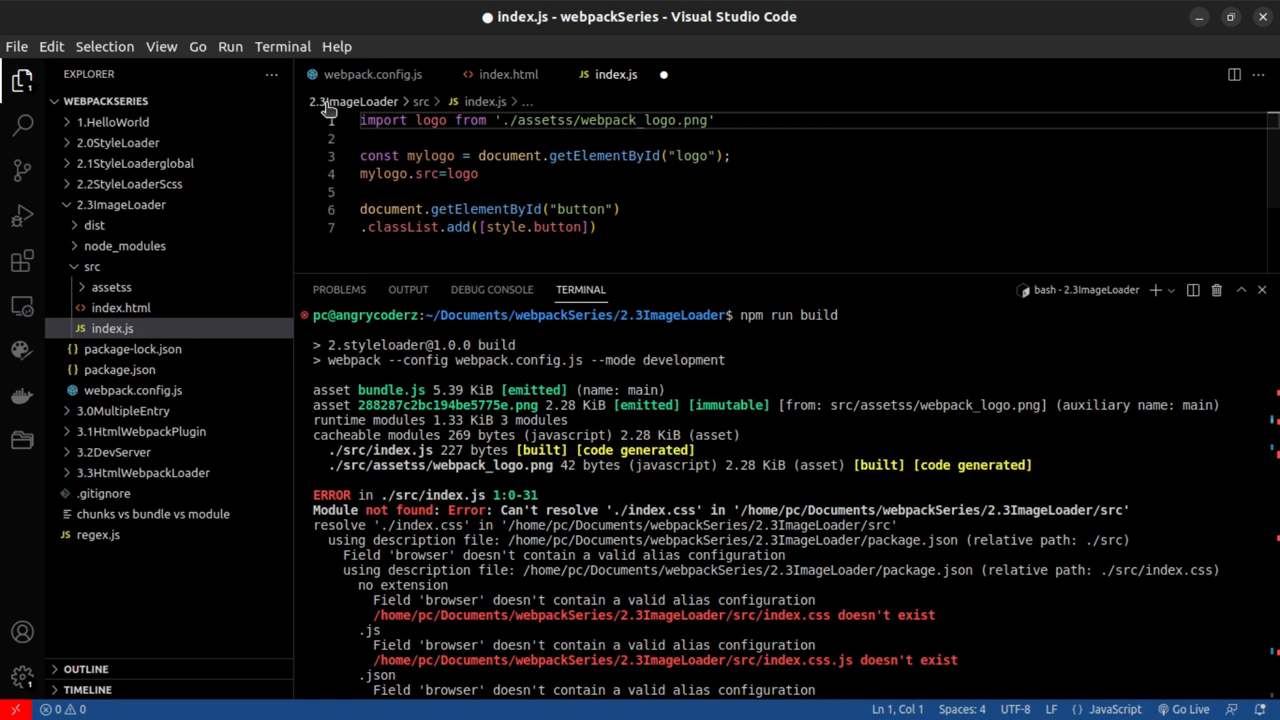 index.js - webpackSeries - Visual Studio Code
File Edit Selection View Go Run Terminal Help
EXPLORER
WEBPACKSERIES
1.HelloWorld
2.0StyleLoader
2.1StyleLoaderglobal
2.2StyleLoaderScss
2.3ImageLoader
dist
node_modules
src
assetss
index.html
JS index.js
{} package-lock.json
{} package.json
webpack.config.js
3.0MultipleEntry
3.1HtmlWebpackPlugin
3.2DevServer
3.3HtmlWebpackLoader
.gitignore
chunks vs bundle vs module
JS regex.js
OUTLINE
TIMELINE
webpack.config.js <> index.html JS index.js
2.3ImageLoader > src > JS index.js > ...
1 import logo from './assetss/webpack_logo.png'
2
3 const mylogo = document.getElementById("logo");
4 mylogo.src=logo
5
6 document.getElementById("button")
7 .classList.add([style.button])
PROBLEMS OUTPUT DEBUG CONSOLE TERMINAL
bash - 2.3ImageLoader
pc@angrycoderz:~/Documents/webpackSeries/2.3ImageLoader$ npm run build
> 2.styleloader@1.0.0 build
> webpack --config webpack.config.js --mode development
asset bundle.js 5.39 KiB [emitted] (name: main)
asset 288287c2bc194be5775e.png 2.28 KiB [emitted] [immutable] [from: src/assetss/webpack_logo.png] (auxiliary name: main)
runtime modules 1.33 KiB 3 modules
cacheable modules 269 bytes (javascript) 2.28 KiB (asset)
./src/index.js 227 bytes [built] [code generated]
./src/assetss/webpack_logo.png 42 bytes (javascript) 2.28 KiB (asset) [built] [code generated]
ERROR in ./src/index.js 1:0-31
Module not found: Error: Can't resolve './index.css' in '/home/pc/Documents/webpackSeries/2.3ImageLoader/src'
resolve './index.css' in '/home/pc/Documents/webpackSeries/2.3ImageLoader/src'
using description file: /home/pc/Documents/webpackSeries/2.3ImageLoader/package.json (relative path: ./src)
Field 'browser' doesn't contain a valid alias configuration
using description file: /home/pc/Documents/webpackSeries/2.3ImageLoader/package.json (relative path: ./src/index.css)
no extension
Field 'browser' doesn't contain a valid alias configuration
/home/pc/Documents/webpackSeries/2.3ImageLoader/src/index.css doesn't exist
.js
Field 'browser' doesn't contain a valid alias configuration
/home/pc/Documents/webpackSeries/2.3ImageLoader/src/index.css.js doesn't exist
.json
Field 'browser' doesn't contain a valid alias configuration
0 0 Ln 1, Col 1 Spaces: 4 UTF-8 LF {} JavaScript Go Live